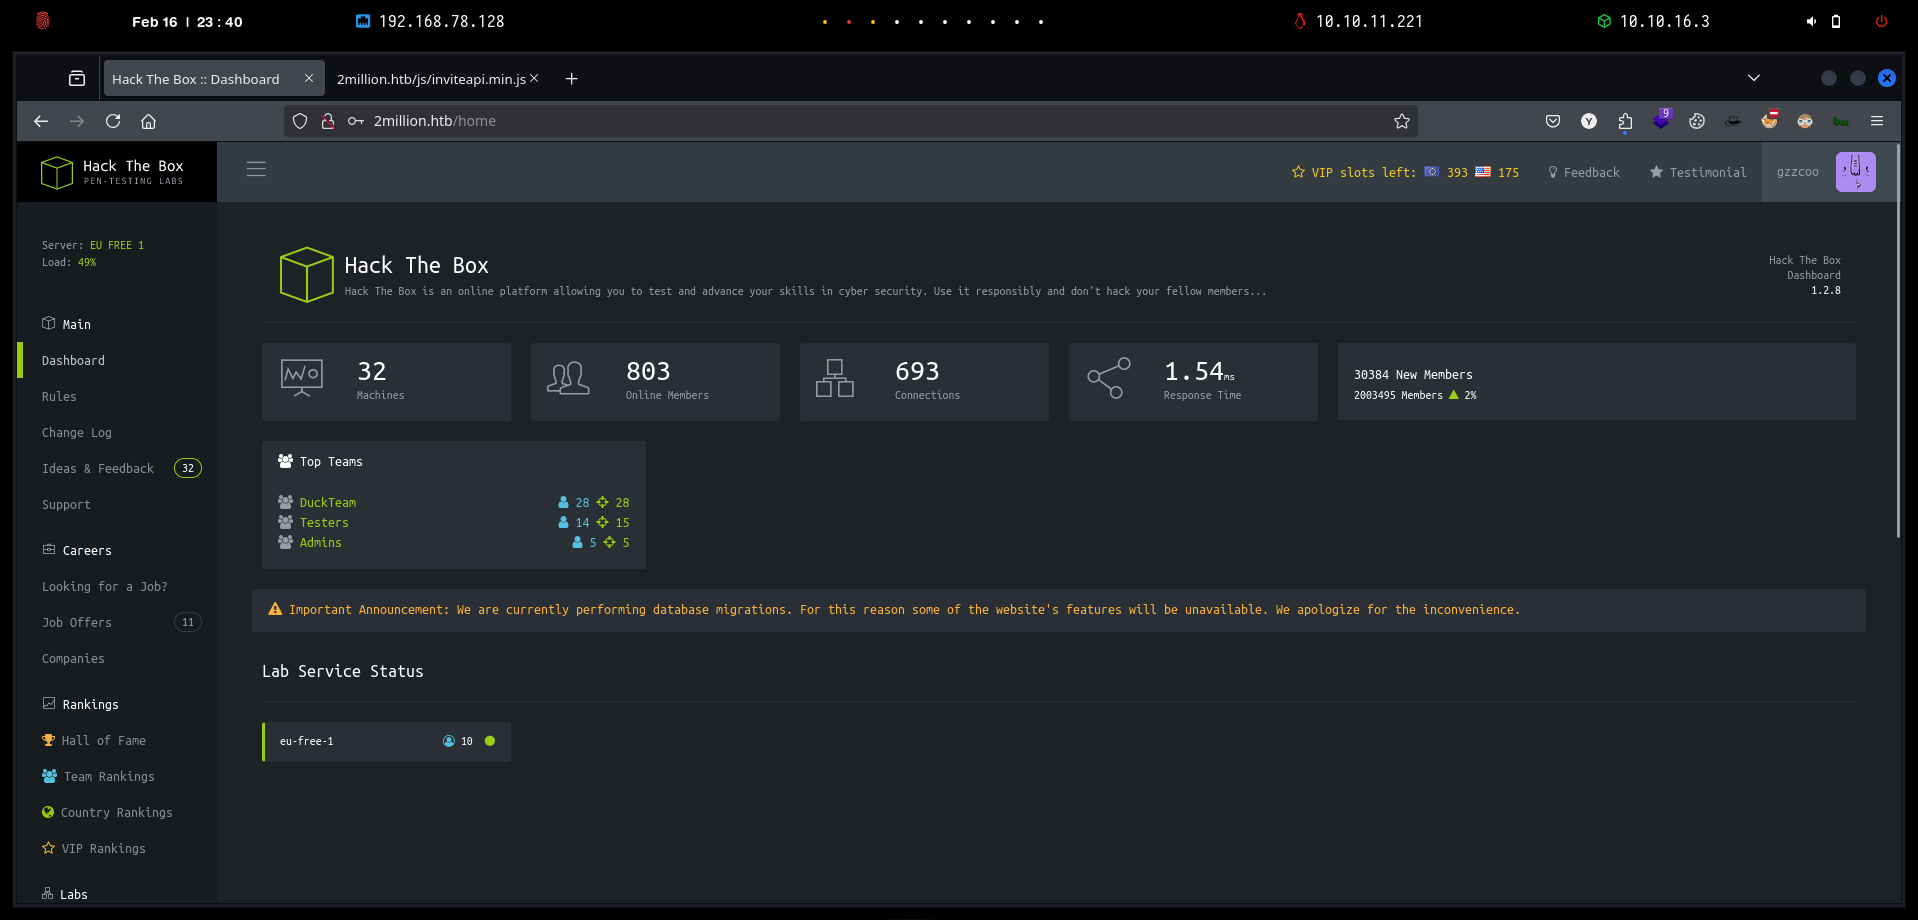 Feb 16 | 23 : 40
192.168.78.128
10.10.11.221
10.10.16.3
Hack The Box :: Dashboard
2million.htb/js/inviteapi.min.js
2million.htb/home
9
Y
Hack The Box
PEN-TESTING LABS
VIP slots left: 393 175
Feedback
Testimonial
gzzcoo
Server: EU FREE 1
Load: 49%
Main
Dashboard
Rules
Change Log
Ideas & Feedback 32
Support
Careers
Looking for a Job?
Job Offers 11
Companies
Rankings
Hall of Fame
Team Rankings
Country Rankings
VIP Rankings
Labs
Hack The Box
Hack The Box is an online platform allowing you to test and advance your skills in cyber security. Use it responsibly and don't hack your fellow members...
Hack The Box
Dashboard
1.2.8
32
Machines
803
Online Members
693
Connections
1.54ms
Response Time
30384 New Members
2003495 Members 2%
Top Teams
DuckTeam 28 28
Testers 14 15
Admins 5 5
Important Announcement: We are currently performing database migrations. For this reason some of the website's features will be unavailable. We apologize for the inconvenience.
Lab Service Status
eu-free-1 10